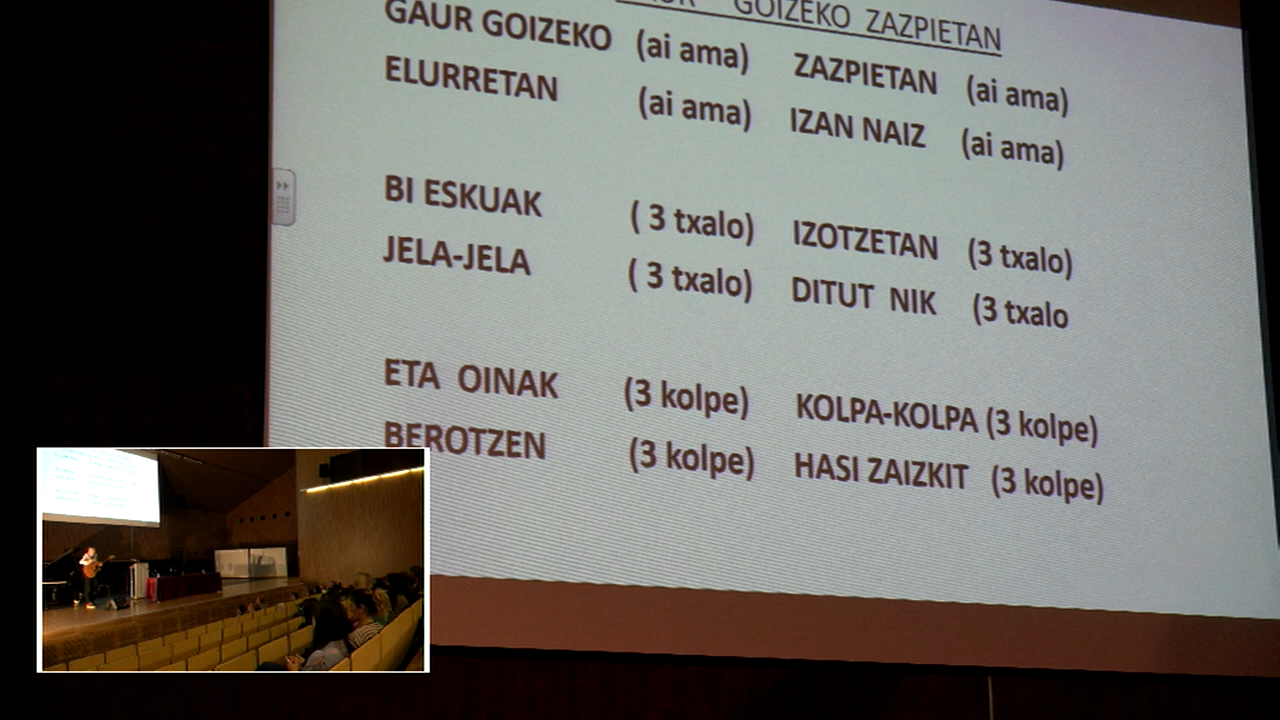 GOIZEKO ZAZPIETAN
GAUR GOIZEKO (ai ama) ZAZPIETAN (ai ama)
ELURRETAN (ai ama) IZAN NAIZ (ai ama)
BI ESKUAK ( 3 txalo) IZOTZETAN (3 txalo)
JELA-JELA ( 3 txalo) DITUT NIK (3 txalo
ETA OINAK (3 kolpe) KOLPA-KOLPA (3 kolpe)
BEROTZEN (3 kolpe) HASI ZAIZKIT (3 kolpe)